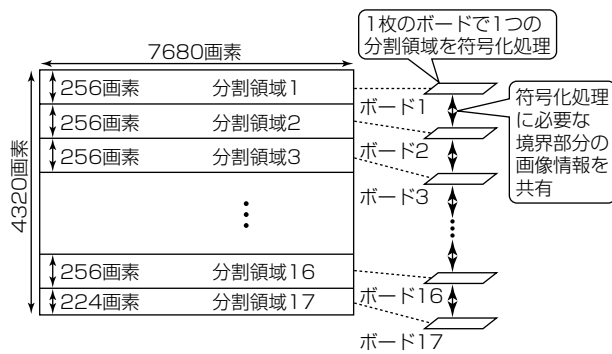 1枚のボードで1つの
分割領域を符号化処理
7680画素
4320画素
256画素 分割領域1
ボード1
256画素 分割領域2
ボード2
256画素 分割領域3
ボード3
符号化処理
に必要な
境界部分の
画像情報を
共有
256画素 分割領域16
ボード16
224画素 分割領域17
ボード17